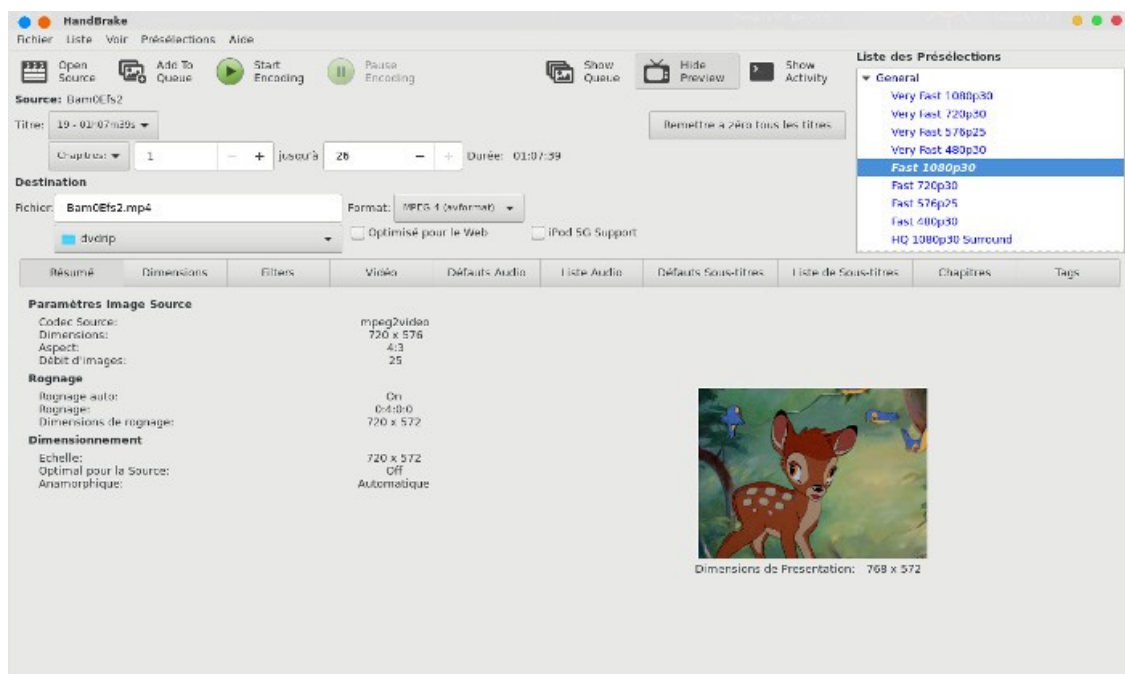 HandBrake
Fichier Liste Voir Présélections Aide
Open Source
Add To Queue
Start Encoding
Pause Encoding
Show Queue
Hide Preview
Show Activity
Liste des Présélections
General
Very Fast 1080p30
Very Fast 720p30
Very Fast 576p25
Very Fast 480p30
Fast 1080p30
Fast 720p30
Fast 576p25
Fast 480p30
HQ 1080p30 Surround
Source: Bam0Efs2
Titre: 19 - 01h07m39s
Remettre à zéro tous les titres
Chapitres: 1 − + jusqu'à 26 − + Durée: 01:07:39
Destination
Fichier: Bam0Efs2.mp4 Format: MPEG-4 (avformat)
dvdrip Optimisé pour le Web iPod 5G Support
Résumé Dimensions Filters Vidéo Défauts Audio Liste Audio Défauts Sous-titres Liste de Sous-titres Chapitres Tags
Paramètres Image Source
Codec Source: mpeg2video
Dimensions: 720 x 576
Aspect: 4:3
Débit d'images: 25
Rognage
Rognage auto: On
Rognage: 0:4:0:0
Dimensions de rognage: 720 x 572
Dimensionnement
Echelle: 720 x 572
Optimal pour la Source: Off
Anamorphique: Automatique
Dimensions de Presentation: 768 x 572